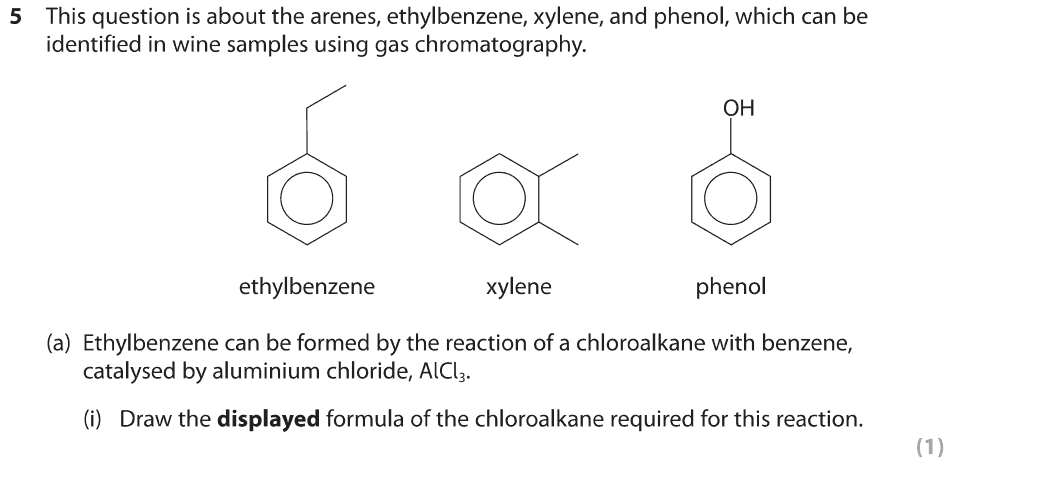 5 This question is about the arenes, ethylbenzene, xylene, and phenol, which can be
identified in wine samples using gas chromatography.
OH
ethylbenzene xylene phenol
(a) Ethylbenzene can be formed by the reaction of a chloroalkane with benzene,
catalysed by aluminium chloride, AlCl₃.
(i) Draw the displayed formula of the chloroalkane required for this reaction.
(1)